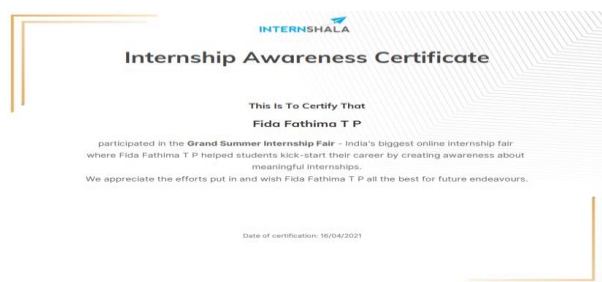 INTERNSHALA
Internship Awareness Certificate
This Is To Certify That
Fida Fathima T P
participated in the Grand Summer Internship Fair - India's biggest online internship fair
where Fida Fathima T P helped students kick-start their career by creating awareness about
meaningful internships.
We appreciate the efforts put in and wish Fida Fathima T P all the best for future endeavours.
Date of certification: 16/04/2021